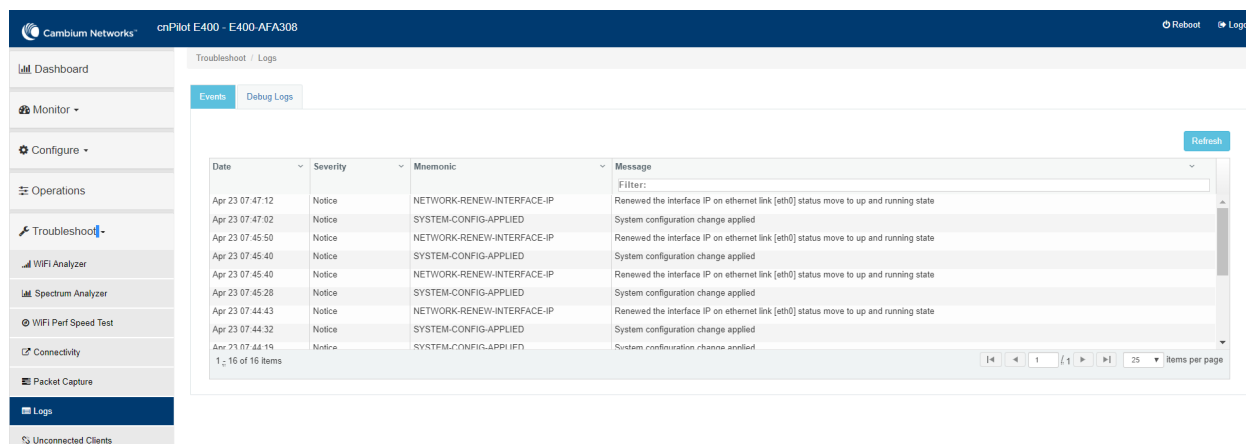 Cambium Networks™ cnPilot E400 - E400-AFA308 Reboot Logo
Troubleshoot / Logs
Dashboard
Monitor
Configure
Operations
Troubleshoot
WiFi Analyzer
Spectrum Analyzer
WiFi Perf Speed Test
Connectivity
Packet Capture
Logs
Unconnected Clients
Events Debug Logs
Refresh
Date Severity Mnemonic Message
Filter:
Apr 23 07:47:12 Notice NETWORK-RENEW-INTERFACE-IP Renewed the interface IP on ethernet link [eth0] status move to up and running state
Apr 23 07:47:02 Notice SYSTEM-CONFIG-APPLIED System configuration change applied
Apr 23 07:45:50 Notice NETWORK-RENEW-INTERFACE-IP Renewed the interface IP on ethernet link [eth0] status move to up and running state
Apr 23 07:45:40 Notice SYSTEM-CONFIG-APPLIED System configuration change applied
Apr 23 07:45:40 Notice NETWORK-RENEW-INTERFACE-IP Renewed the interface IP on ethernet link [eth0] status move to up and running state
Apr 23 07:45:28 Notice SYSTEM-CONFIG-APPLIED System configuration change applied
Apr 23 07:44:43 Notice NETWORK-RENEW-INTERFACE-IP Renewed the interface IP on ethernet link [eth0] status move to up and running state
Apr 23 07:44:32 Notice SYSTEM-CONFIG-APPLIED System configuration change applied
Apr 23 07:44:19 Notice SYSTEM-CONFIG-APPLIED System configuration change applied
1 - 16 of 16 items 1 / 1 25 items per page